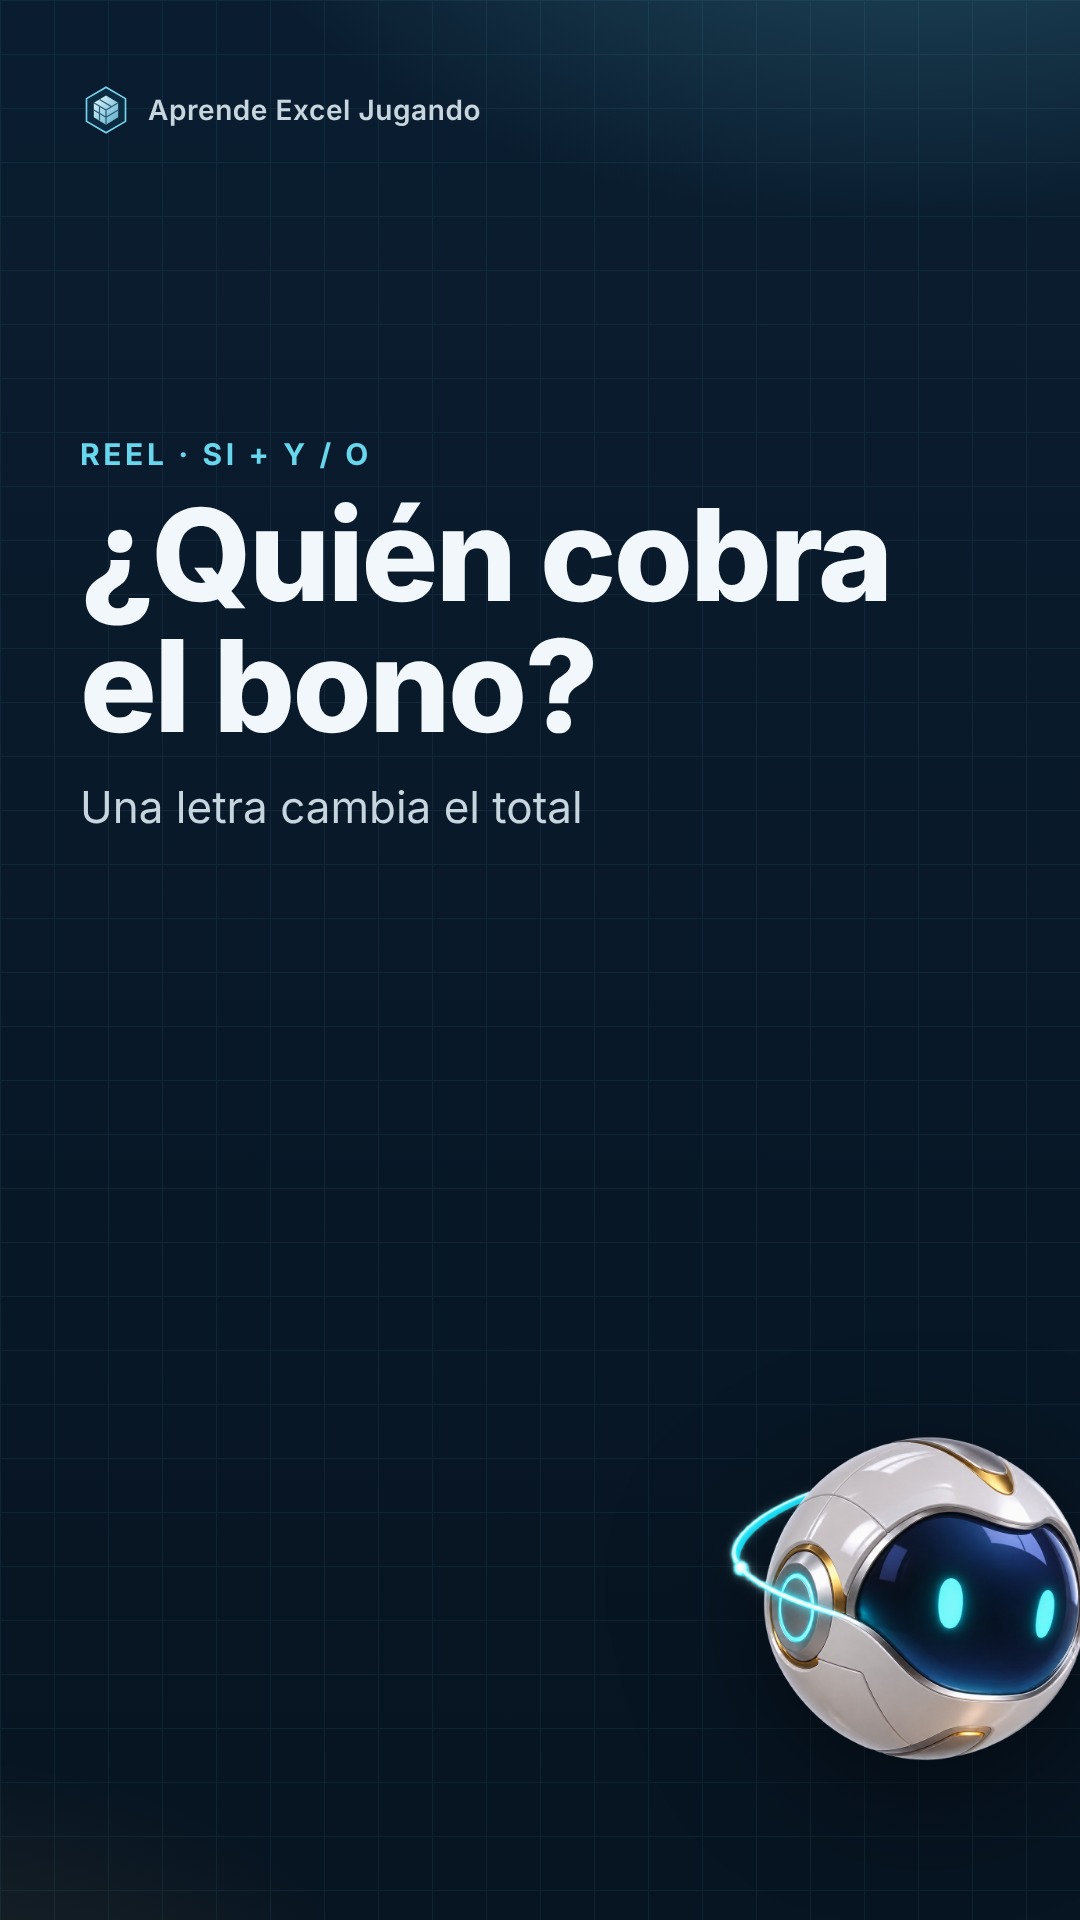 Aprende Excel Jugando
REEL · SI + Y / O
¿Quién cobra
el bono?
Una letra cambia el total